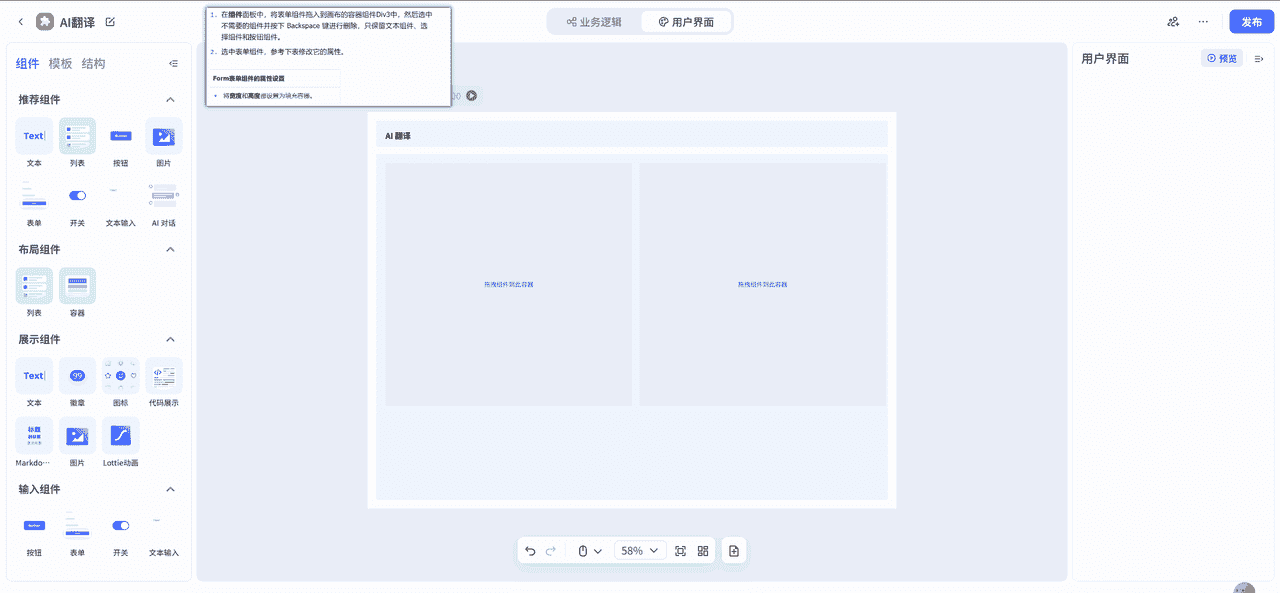 AI翻译
1. 在组件面板中，将表单组件拖入到画布的容器组件Div3中，然后选中
不需要的组件并按下 Backspace 键进行删除，只保留文本组件、选
择组件和按钮组件。
2. 选中表单组件，参考下表修改它的属性。
Form表单组件的属性设置
• 将宽度和高度都设置为填充容器。
业务逻辑
用户界面
发布
组件 模板 结构
推荐组件
Text
Button
文本 列表 按钮 图片
表单 开关 文本输入 AI 对话
布局组件
列表 容器
展示组件
Text
99
文本 徽章 图标 代码展示
标题
Markdo··· 图片 Lottie动画
输入组件
Button
按钮 表单 开关 文本输入
00
AI 翻译
拖拽组件到此容器
拖拽组件到此容器
58%
用户界面
预览